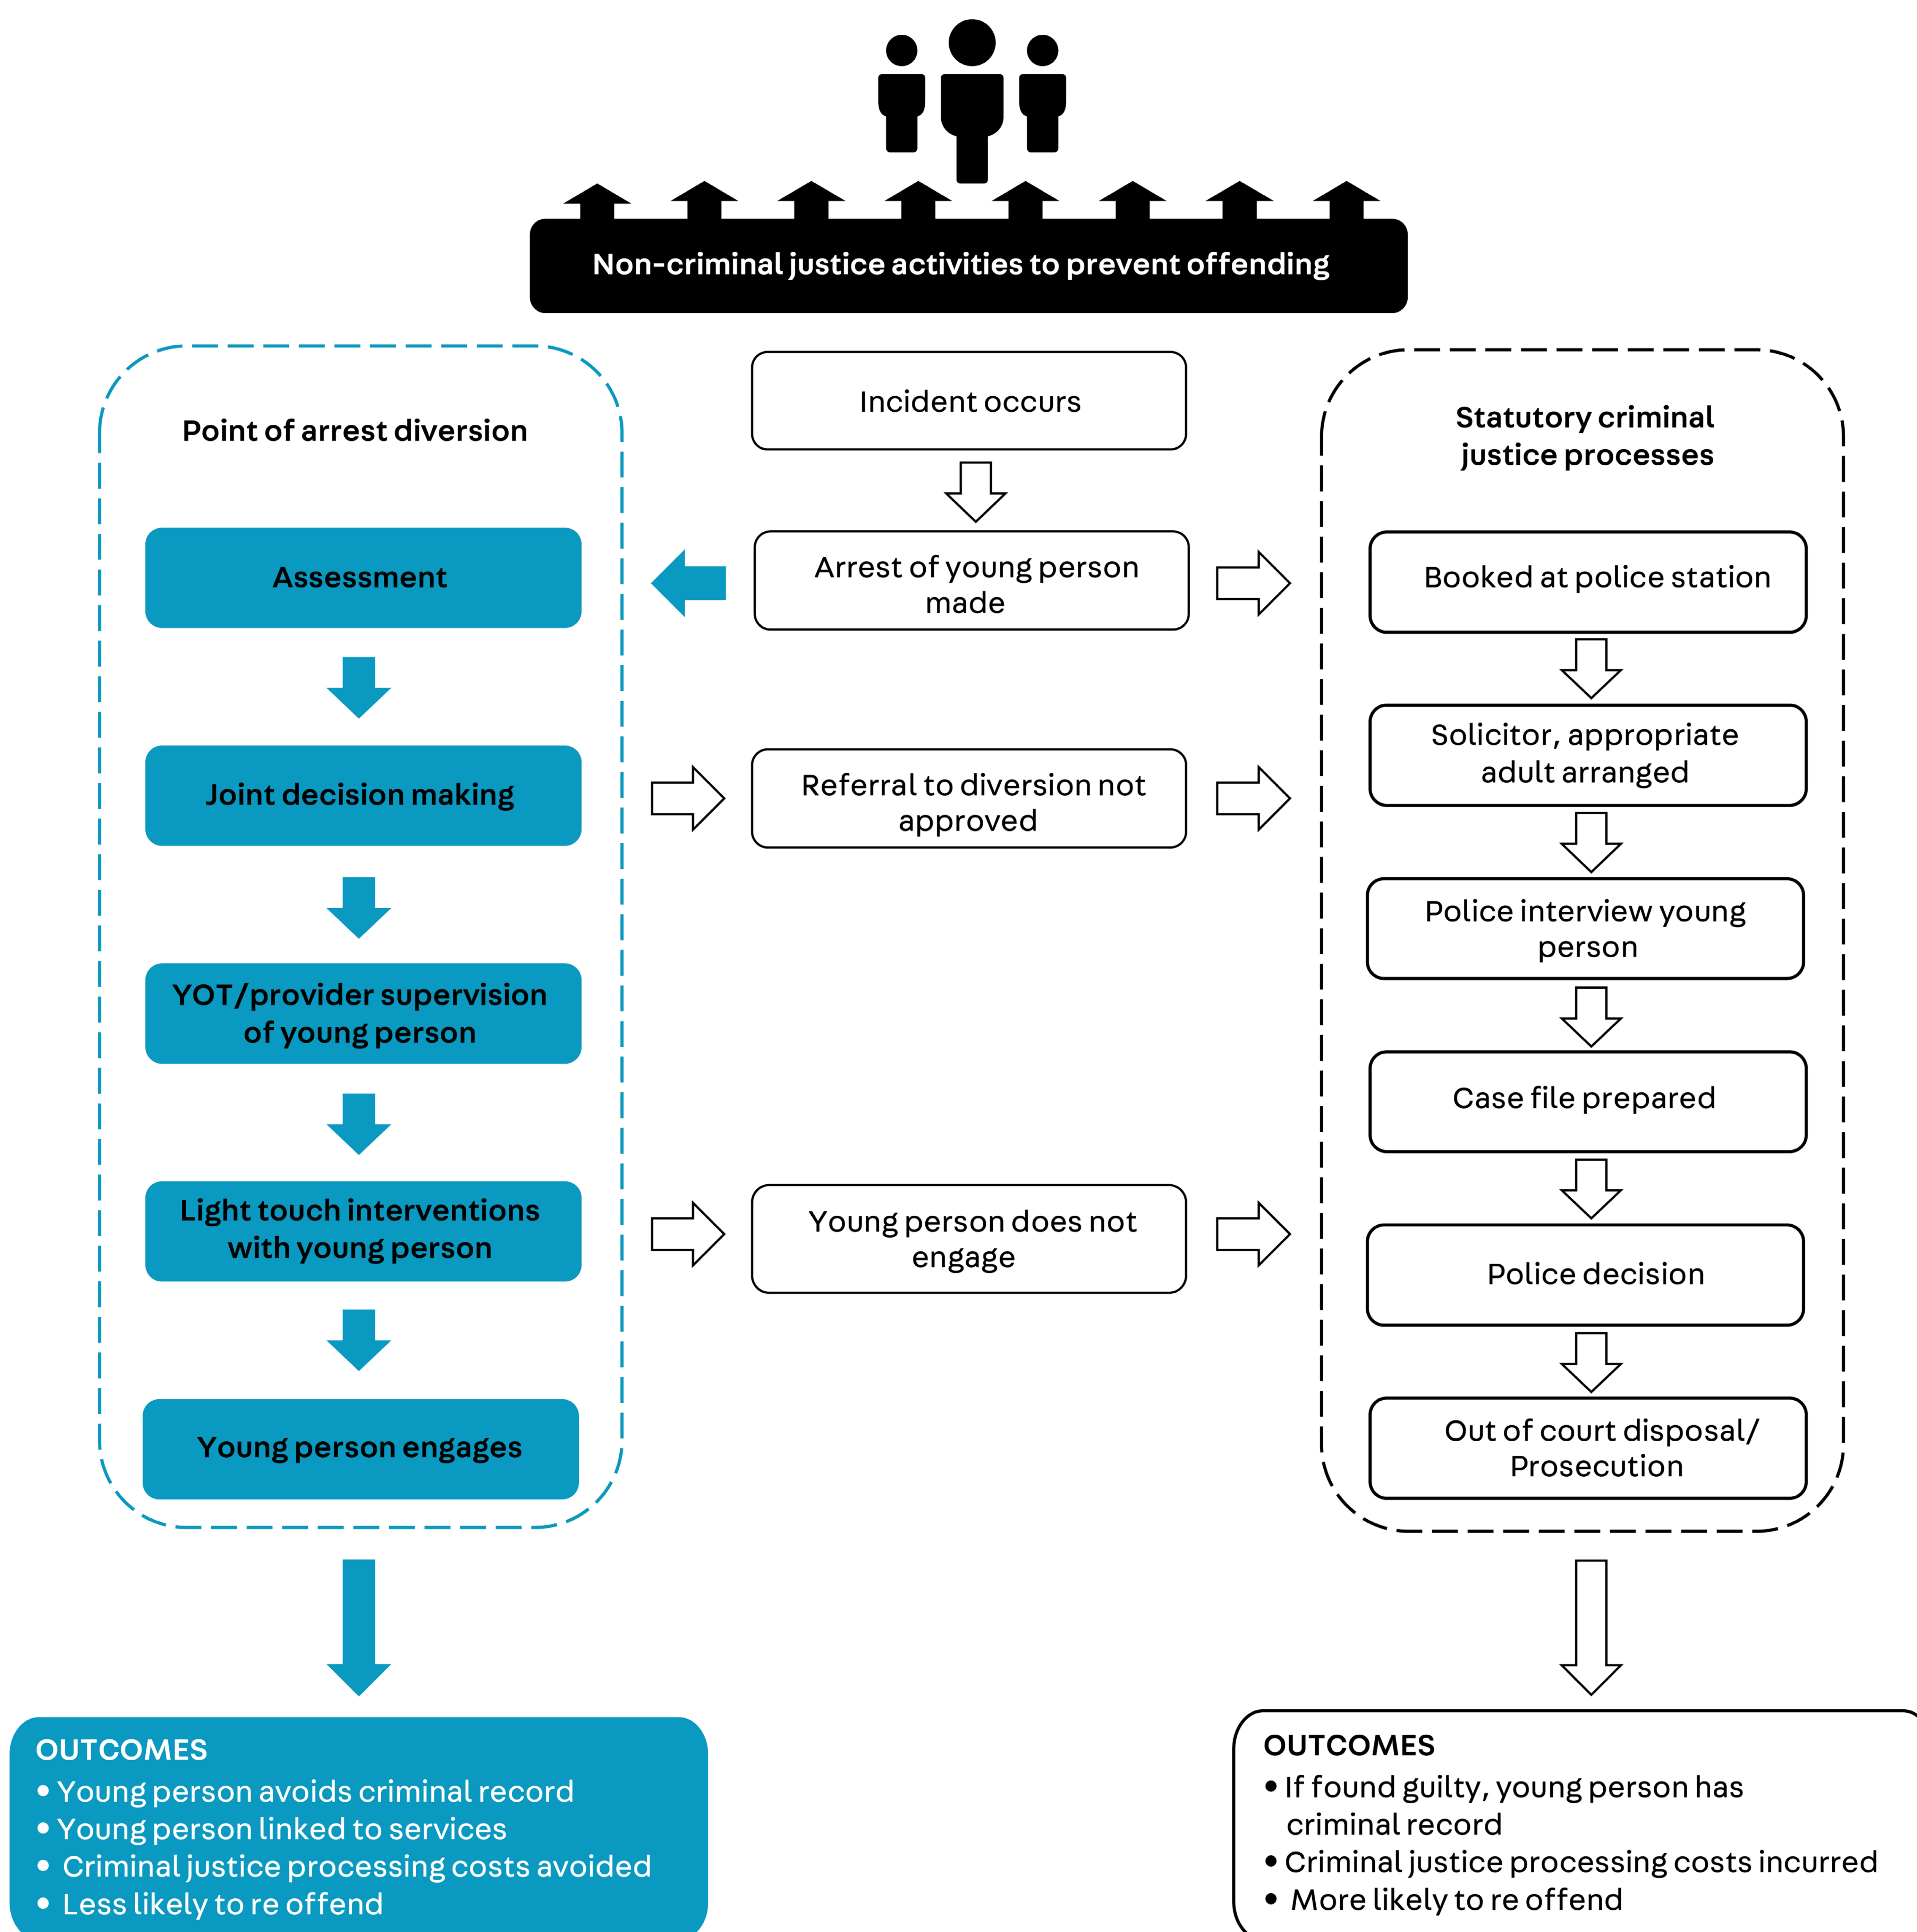 Non-criminal justice activities to prevent offending
Point of arrest diversion
Assessment
Joint decision making
YOT/provider supervision
of young person
Light touch interventions
with young person
Young person engages
OUTCOMES
• Young person avoids criminal record
• Young person linked to services
• Criminal justice processing costs avoided
• Less likely to re offend
Incident occurs
Arrest of young person
made
Referral to diversion not
approved
Young person does not
engage
Statutory criminal
justice processes
Booked at police station
Solicitor, appropriate
adult arranged
Police interview young
person
Case file prepared
Police decision
Out of court disposal/
Prosecution
OUTCOMES
• If found guilty, young person has
criminal record
• Criminal justice processing costs incurred
• More likely to re offend